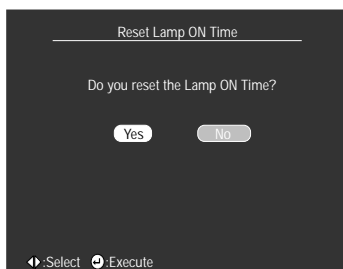 Reset Lamp ON Time
Do you reset the Lamp ON Time?
Yes No
:Select :Execute